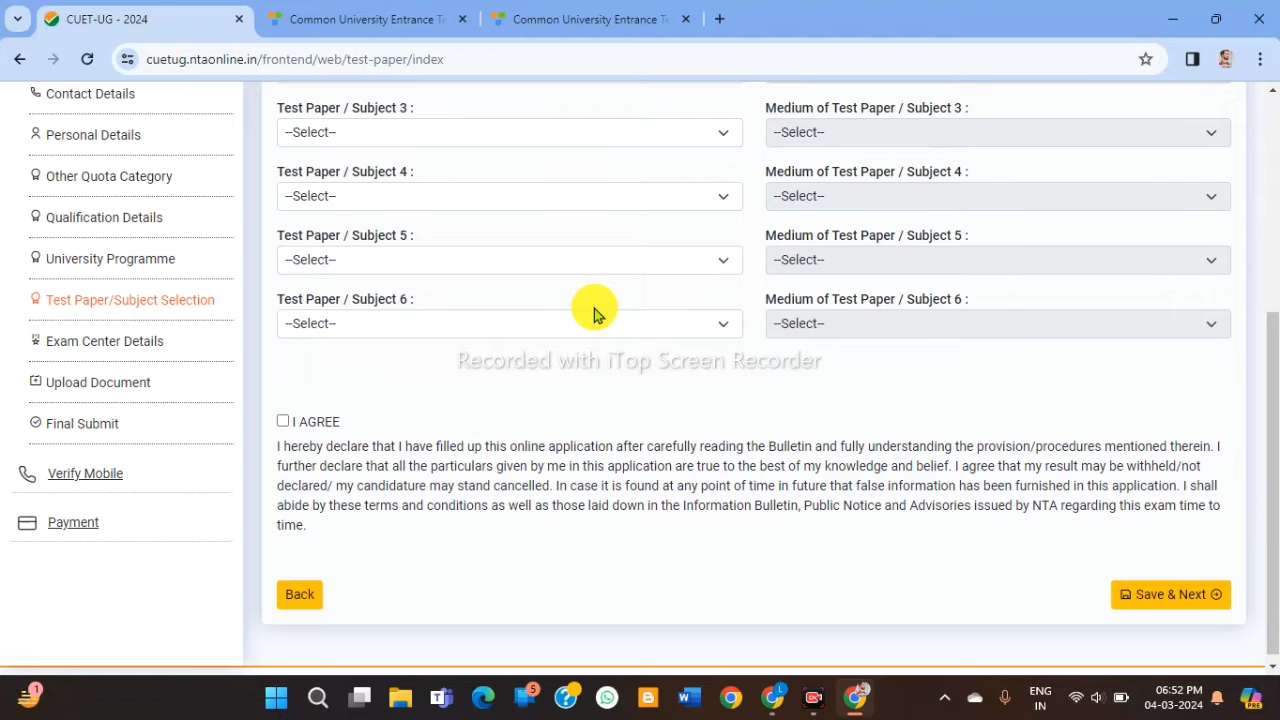 CUET-UG - 2024
Common University Entrance Te
Common University Entrance Te
cuetug.ntaonline.in/frontend/web/test-paper/index
Contact Details
Personal Details
Other Quota Category
Qualification Details
University Programme
Test Paper/Subject Selection
Exam Center Details
Upload Document
Final Submit
Verify Mobile
Payment
Test Paper / Subject 3 :
Medium of Test Paper / Subject 3 :
--Select--
--Select--
Test Paper / Subject 4 :
Medium of Test Paper / Subject 4 :
--Select--
--Select--
Test Paper / Subject 5 :
Medium of Test Paper / Subject 5 :
--Select--
--Select--
Test Paper / Subject 6 :
Medium of Test Paper / Subject 6 :
--Select--
--Select--
Recorded with iTop Screen Recorder
I AGREE
I hereby declare that I have filled up this online application after carefully reading the Bulletin and fully understanding the provision/procedures mentioned therein. I
further declare that all the particulars given by me in this application are true to the best of my knowledge and belief. I agree that my result may be withheld/not
declared/ my candidature may stand cancelled. In case it is found at any point of time in future that false information has been furnished in this application. I shall
abide by these terms and conditions as well as those laid down in the Information Bulletin, Public Notice and Advisories issued by NTA regarding this exam time to
time.
Back
Save & Next
1
5
L
ENG
IN
06:52 PM
04-03-2024
PRE